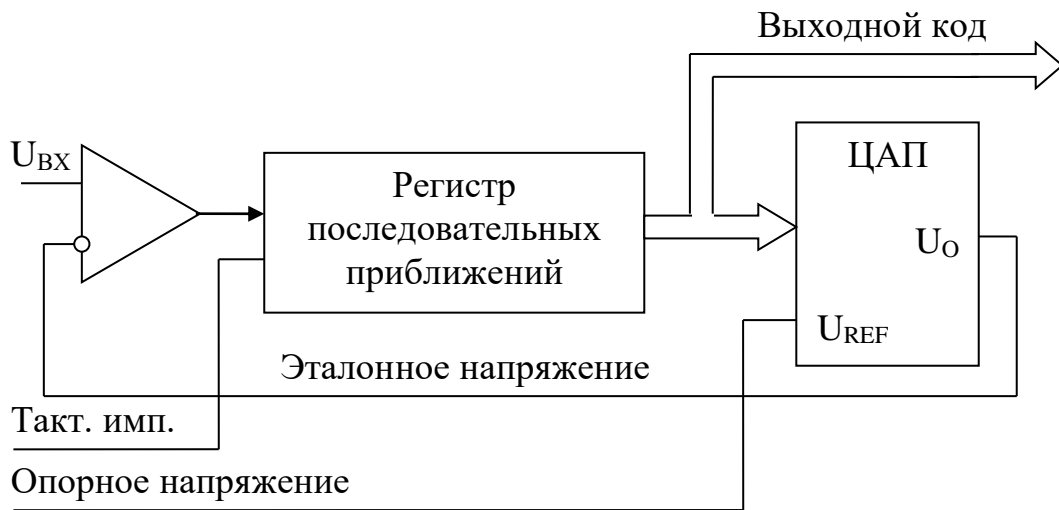 Выходной код
UВХ
ЦАП
Регистр
последовательных
приближений
UO
UREF
Эталонное напряжение
Такт. имп.
Опорное напряжение